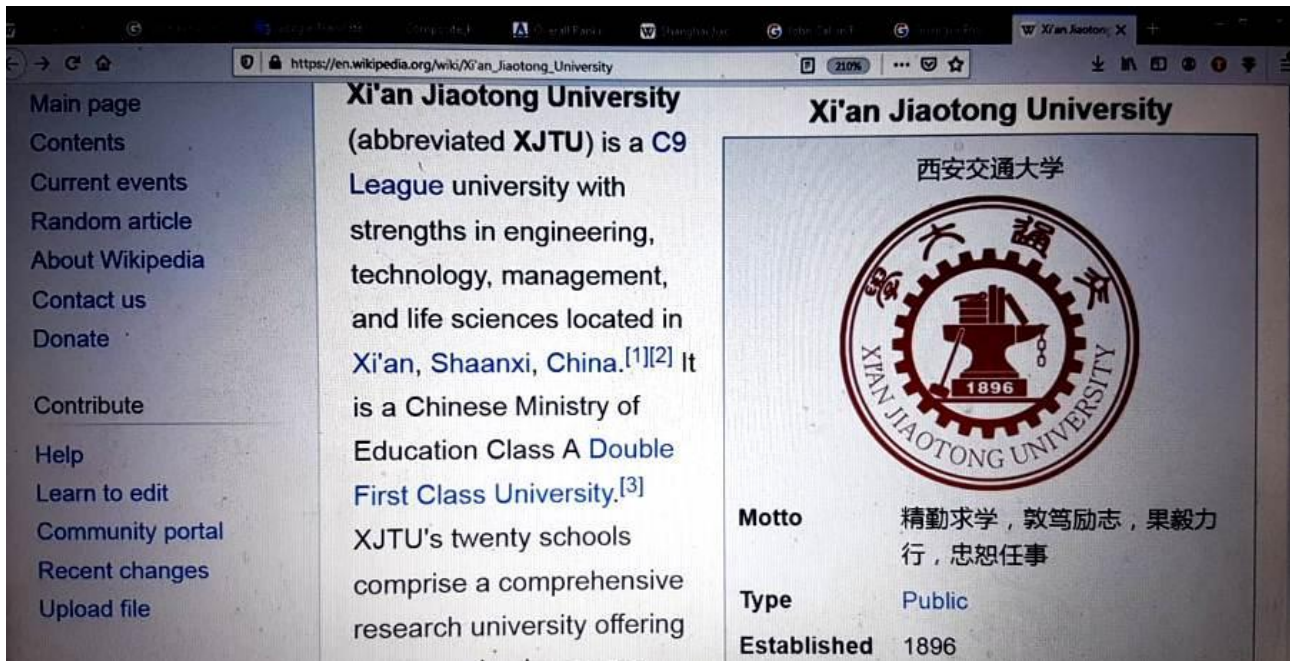 W Xi'an Jiaotong
https://en.wikipedia.org/wiki/Xi'an_Jiaotong_University
210%
Main page
Contents
Current events
Random article
About Wikipedia
Contact us
Donate
Contribute
Help
Learn to edit
Community portal
Recent changes
Upload file
Xi'an Jiaotong University
(abbreviated XJTU) is a C9
League university with
strengths in engineering,
technology, management,
and life sciences located in
Xi'an, Shaanxi, China.[1][2] It
is a Chinese Ministry of
Education Class A Double
First Class University.[3]
XJTU's twenty schools
comprise a comprehensive
research university offering
Xi'an Jiaotong University
西安交通大学
1896
XI'AN JIAOTONG UNIVERSITY
Motto 精勤求学，敦笃励志，果毅力
行，忠恕任事
Type Public
Established 1896